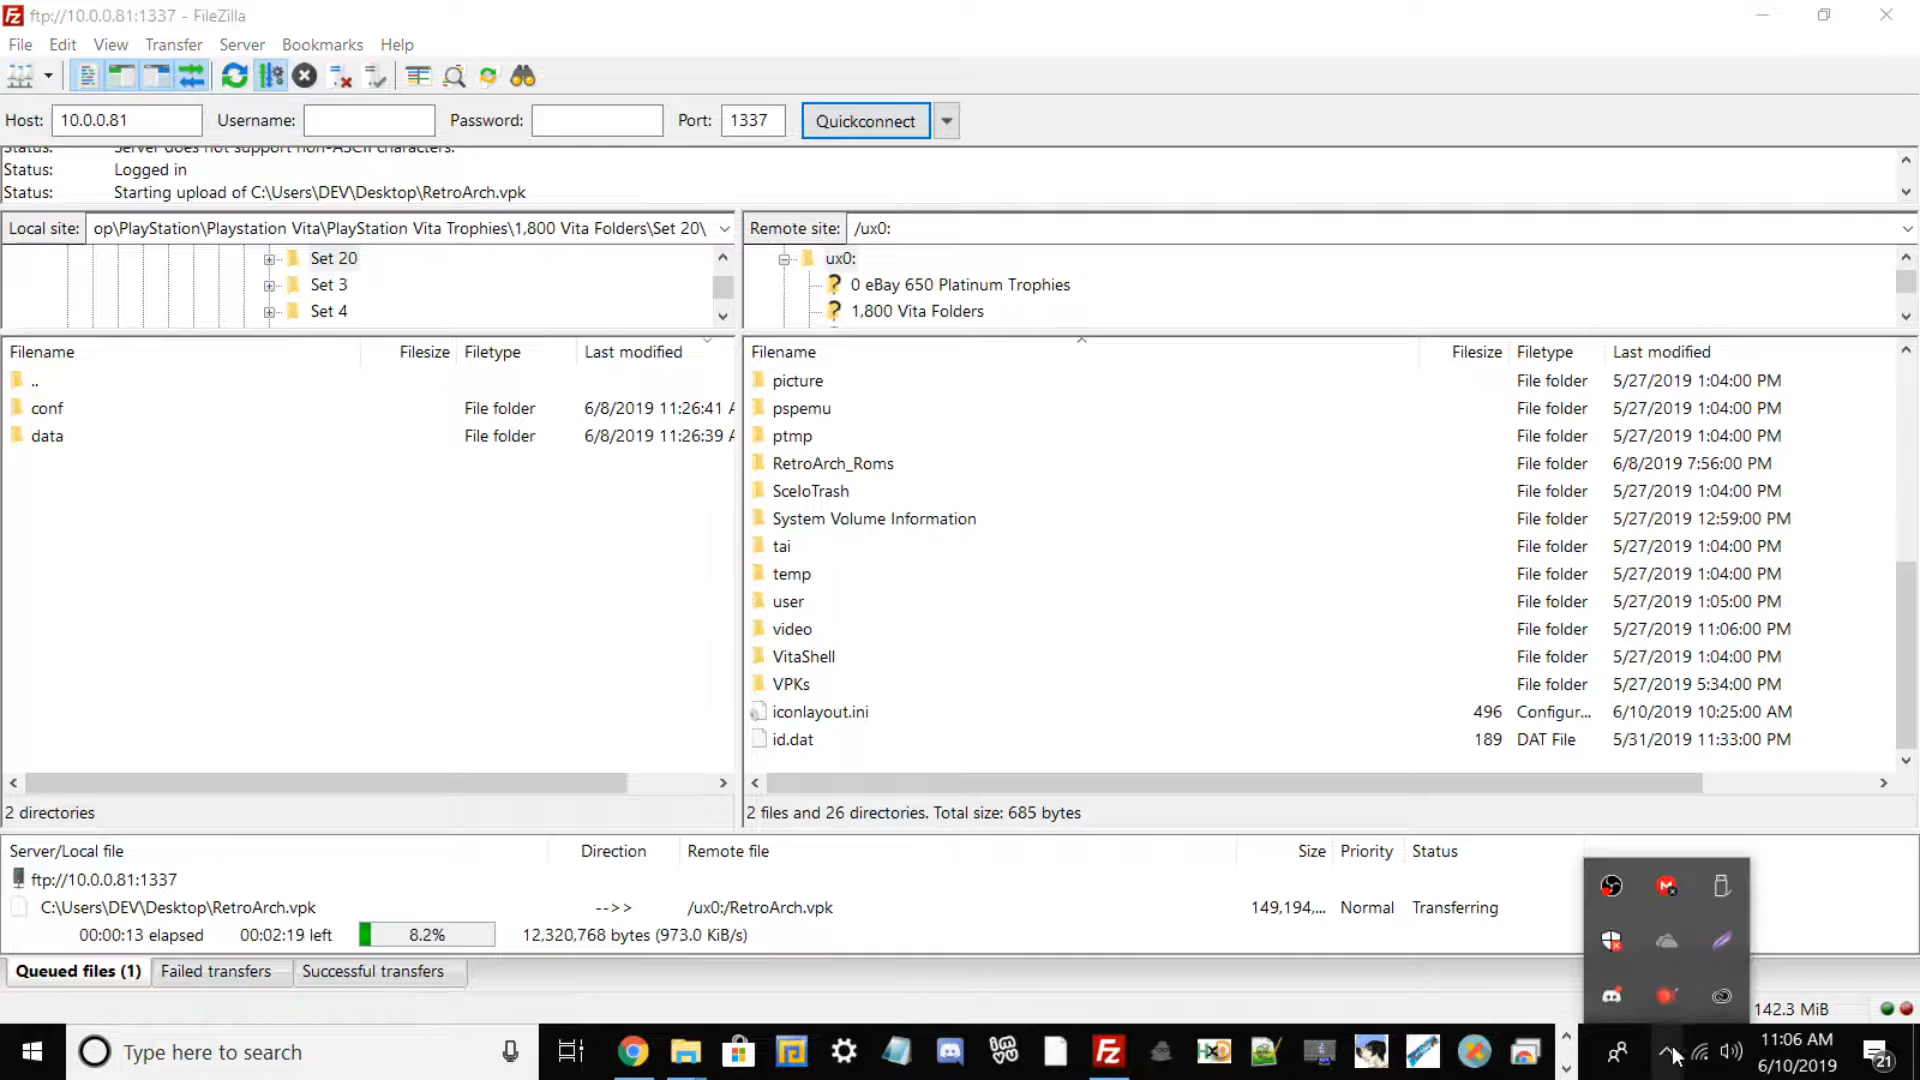 ftp://10.0.0.81:1337 - FileZilla
File Edit View Transfer Server Bookmarks Help
Host: 10.0.0.81 Username: Password: Port: 1337 Quickconnect
Status: Server does not support non-ASCII characters.
Status: Logged in
Status: Starting upload of C:\Users\DEV\Desktop\RetroArch.vpk
Local site: op\PlayStation\Playstation Vita\PlayStation Vita Trophies\1,800 Vita Folders\Set 20\ Remote site: /ux0:
Set 20 ux0:
Set 3 0 eBay 650 Platinum Trophies
Set 4 1,800 Vita Folders
Filename Filesize Filetype Last modified Filename Filesize Filetype Last modified
.. picture File folder 5/27/2019 1:04:00 PM
conf File folder 6/8/2019 11:26:41 A pspemu File folder 5/27/2019 1:04:00 PM
data File folder 6/8/2019 11:26:39 A ptmp File folder 5/27/2019 1:04:00 PM
RetroArch_Roms File folder 6/8/2019 7:56:00 PM
SceIoTrash File folder 5/27/2019 1:04:00 PM
System Volume Information File folder 5/27/2019 12:59:00 PM
tai File folder 5/27/2019 1:04:00 PM
temp File folder 5/27/2019 1:04:00 PM
user File folder 5/27/2019 1:05:00 PM
video File folder 5/27/2019 11:06:00 PM
VitaShell File folder 5/27/2019 1:04:00 PM
VPKs File folder 5/27/2019 5:34:00 PM
iconlayout.ini 496 Configur... 6/10/2019 10:25:00 AM
id.dat 189 DAT File 5/31/2019 11:33:00 PM
2 directories 2 files and 26 directories. Total size: 685 bytes
Server/Local file Direction Remote file Size Priority Status
ftp://10.0.0.81:1337
C:\Users\DEV\Desktop\RetroArch.vpk -->> /ux0:/RetroArch.vpk 149,194,... Normal Transferring
00:00:13 elapsed 00:02:19 left 8.2% 12,320,768 bytes (973.0 KiB/s)
Queued files (1) Failed transfers Successful transfers
142.3 MiB
Type here to search 11:06 AM
6/10/2019 21